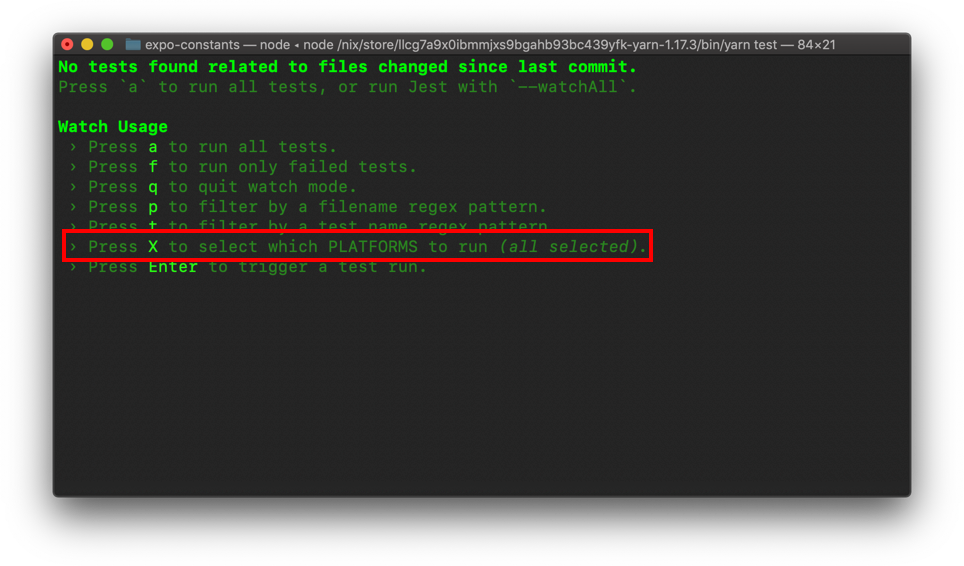 expo-constants — node ◂ node /nix/store/llcg7a9x0ibmmjxs9bgahb93bc439yfk-yarn-1.17.3/bin/yarn test — 84×21
No tests found related to files changed since last commit.
Press `a` to run all tests, or run Jest with `--watchAll`.
Watch Usage
› Press a to run all tests.
› Press f to run only failed tests.
› Press q to quit watch mode.
› Press p to filter by a filename regex pattern.
› Press t to filter by a test name regex pattern.
› Press X to select which PLATFORMS to run (all selected).
› Press Enter to trigger a test run.